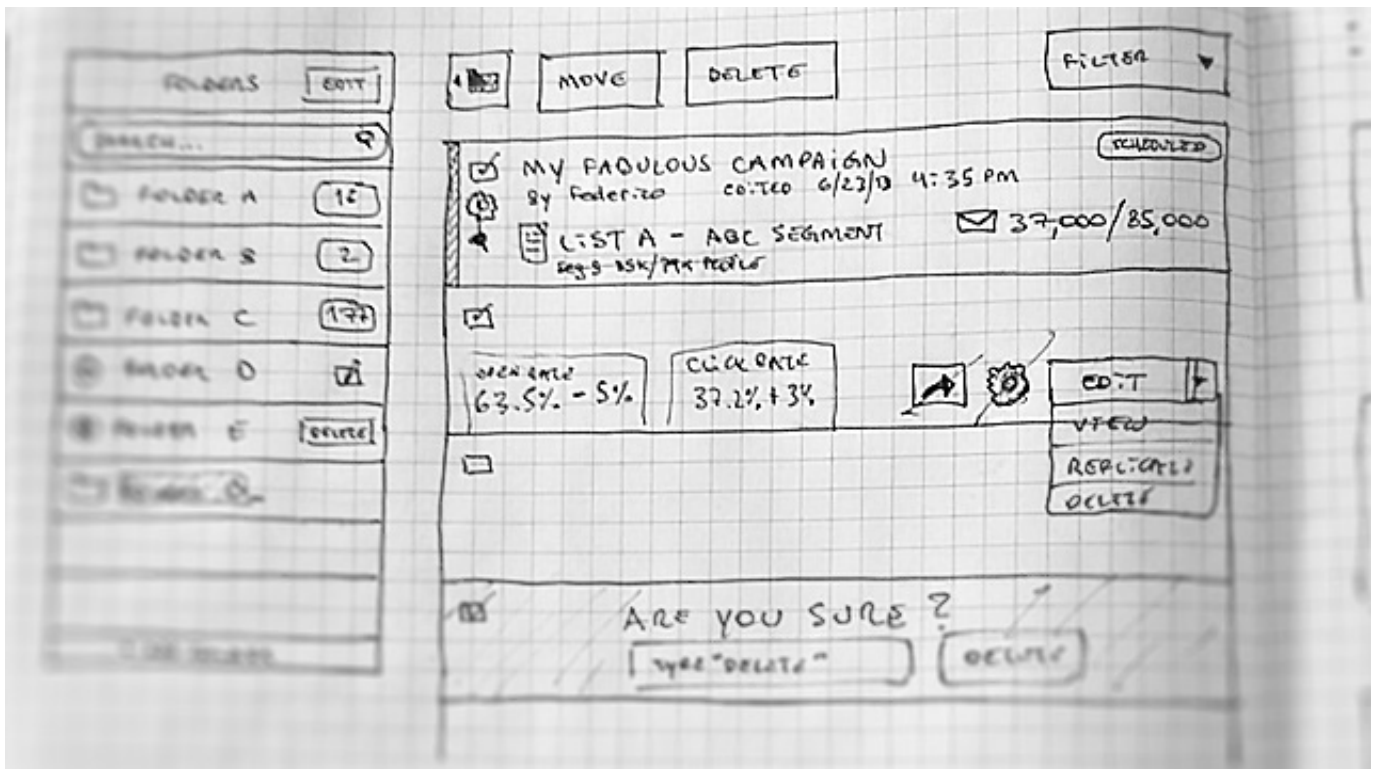 FOLDERS EDIT
SEARCH...
FOLDER A
FOLDER B 2
FOLDER C 177
FOLDER D
FOLDER E DELETE
MOVE DELETE FILTER
SCHEDULED
MY FABULOUS CAMPAIGN
By Federico EDITED 6/23/13 4:35 PM
LIST A - ABC SEGMENT 37,000/85,000
OPEN RATE
63.5% - 5%
CLICK RATE
37.2% + 3%
EDIT
VIEW
REPLICATE
DELETE
ARE YOU SURE?
TYPE "DELETE" DELETE